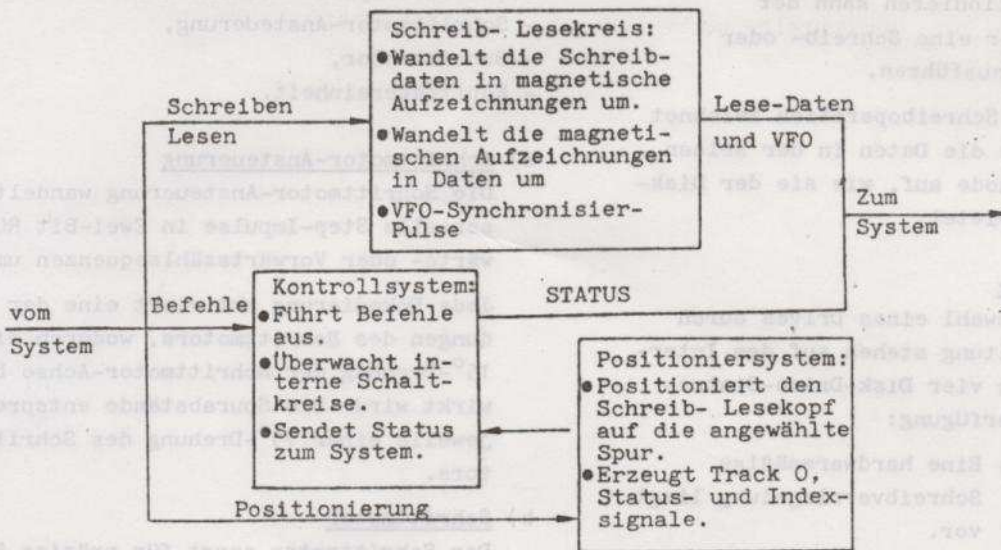 Schreib- Lesekreis:
●Wandelt die Schreib-
daten in magnetische
Aufzeichnungen um.
●Wandelt die magneti-
schen Aufzeichnungen
in Daten um
●VFO-Synchronisier-
Pulse
Schreiben
Lesen
Lese-Daten
und VFO
Zum
System
vom
System
Befehle
Kontrollsystem:
●Führt Befehle
aus.
●Überwacht in-
terne Schalt-
kreise.
●Sendet Status
zum System.
STATUS
Positioniersystem:
●Positioniert den
Schreib- Lesekopf
auf die angewählte
Spur.
●Erzeugt Track O,
Status- und Index-
signale.
Positionierung